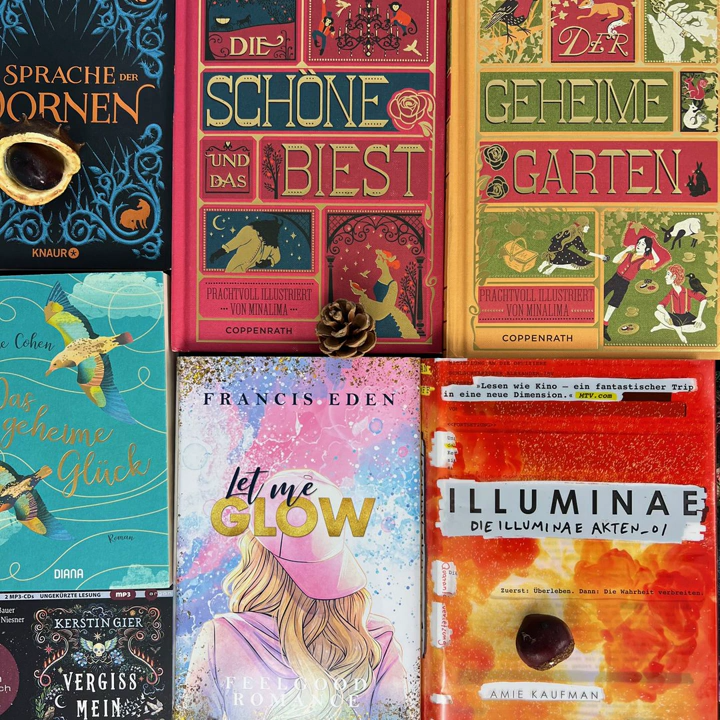 SPRACHE DER
DORNEN
KNAUR
DIE
SCHÖNE
UND
DAS
BIEST
PRACHTVOLL ILLUSTRIERT
VON MINALIMA
COPPENRATH
DER
GEHEIME
GARTEN
PRACHTVOLL ILLUSTRIERT
VON MINALIMA
COPPENRATH
Cohen
Das
geheime
Glück
Roman
DIANA
2 MP3-CDs UNGEKÜRZTE LESUNG mp3
KERSTIN GIER
VERGISS
MEIN
FRANCIS EDEN
Let me
GLOW
FEELGOOD
ROMANCE
»Lesen wie Kino – ein fantastischer Trip
in eine neue Dimension.« MTV.com
ILLUMINAE
DIE ILLUMINAE AKTEN_01
Zuerst: Überleben. Dann: Die Wahrheit verbreiten.
AMIE KAUFMAN